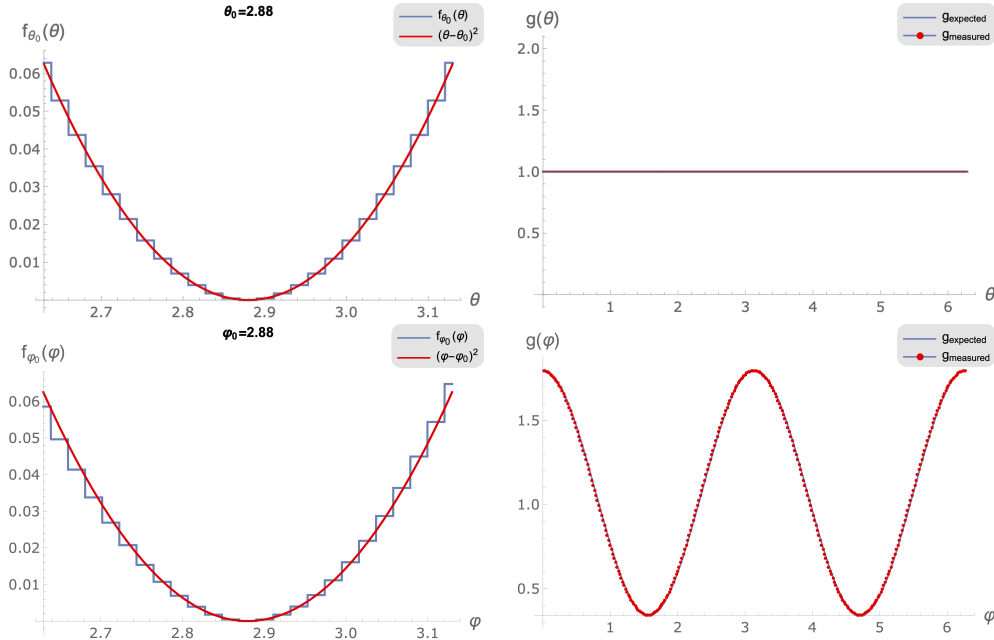 θ₀=2.88
f_θ₀(θ)
f_θ₀(θ)
(θ-θ₀)²
0.06
0.05
0.04
0.03
0.02
0.01
2.7 2.8 2.9 3.0 3.1 θ
g(θ)
g_expected
g_measured
2.0
1.5
1.0
0.5
1 2 3 4 5 6 θ
φ₀=2.88
f_φ₀(φ)
f_φ₀(φ)
(φ-φ₀)²
0.06
0.05
0.04
0.03
0.02
0.01
2.7 2.8 2.9 3.0 3.1 φ
g(φ)
g_expected
g_measured
1.5
1.0
0.5
1 2 3 4 5 6 φ